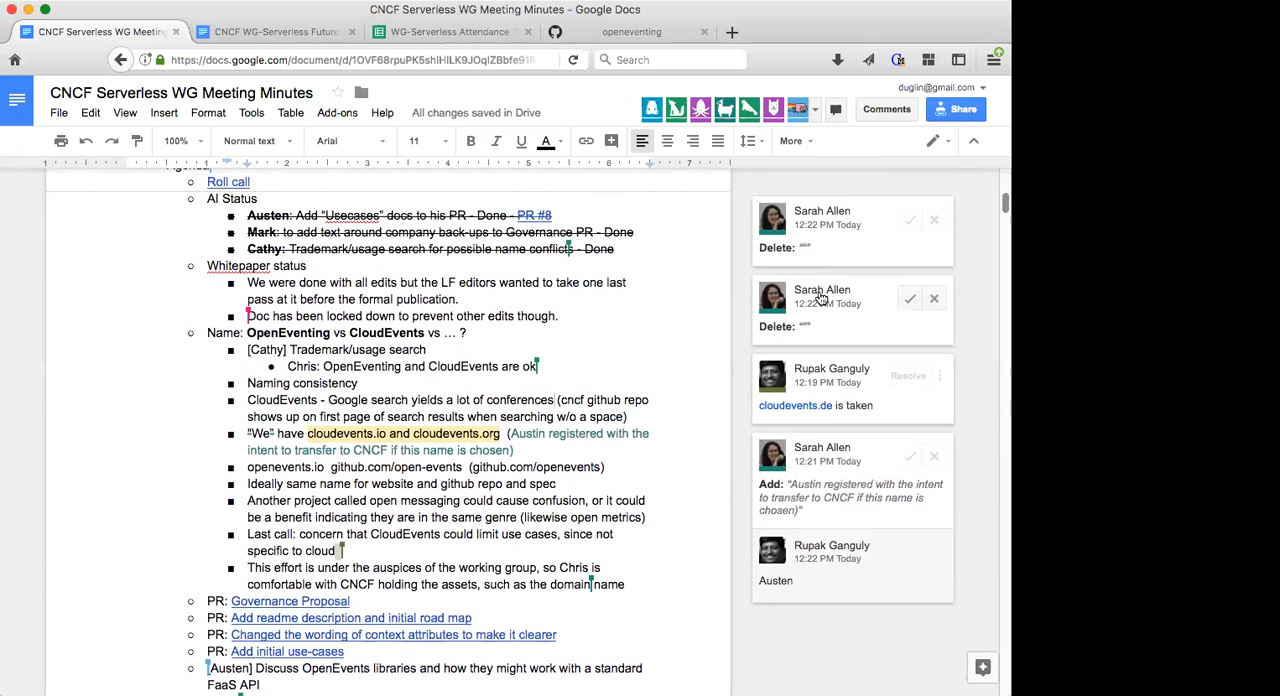 CNCF Serverless WG Meeting Minutes - Google Docs
CNCF Serverless WG Meeting
CNCF WG-Serverless Future
WG-Serverless Attendance
openeventing
Search
CNCF Serverless WG Meeting Minutes
duglin@gmail.com
File Edit View Insert Format Tools Table Add-ons Help All changes saved in Drive
Comments
Share
100% Normal text Arial 11 B I U A More
1 1 2 3 4 5 6 7
Agenda
Roll call
AI Status
Austen: Add "Usecases" docs to his PR - Done - PR #8
Mark: to add text around company back-ups to Governance PR - Done
Cathy: Trademark/usage search for possible name conflicts - Done
Whitepaper status
We were done with all edits but the LF editors wanted to take one last
pass at it before the formal publication.
Doc has been locked down to prevent other edits though.
Name: OpenEventing vs CloudEvents vs … ?
[Cathy] Trademark/usage search
Chris: OpenEventing and CloudEvents are ok
Naming consistency
CloudEvents - Google search yields a lot of conferences (cncf github repo
shows up on first page of search results when searching w/o a space)
"We" have cloudevents.io and cloudevents.org (Austin registered with the
intent to transfer to CNCF if this name is chosen)
openevents.io github.com/open-events (github.com/openevents)
Ideally same name for website and github repo and spec
Another project called open messaging could cause confusion, or it could
be a benefit indicating they are in the same genre (likewise open metrics)
Last call: concern that CloudEvents could limit use cases, since not
specific to cloud
This effort is under the auspices of the working group, so Chris is
comfortable with CNCF holding the assets, such as the domain name
PR: Governance Proposal
PR: Add readme description and initial road map
PR: Changed the wording of context attributes to make it clearer
PR: Add initial use-cases
[Austen] Discuss OpenEvents libraries and how they might work with a standard
FaaS API
Sarah Allen
12:22 PM Today
Delete: """
Sarah Allen
12:22 PM Today
Delete: """
Rupak Ganguly
12:19 PM Today
Resolve
cloudevents.de is taken
Sarah Allen
12:21 PM Today
Add: "Austin registered with the intent
to transfer to CNCF if this name is
chosen)"
Rupak Ganguly
12:22 PM Today
Austen